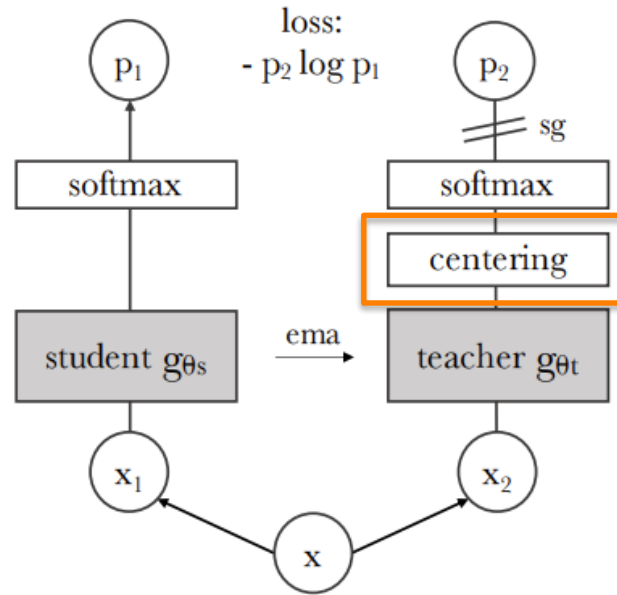 loss:
- p₂ log p₁
p₁
p₂
sg
softmax
softmax
centering
student gθs
ema
teacher gθt
x₁
x₂
x